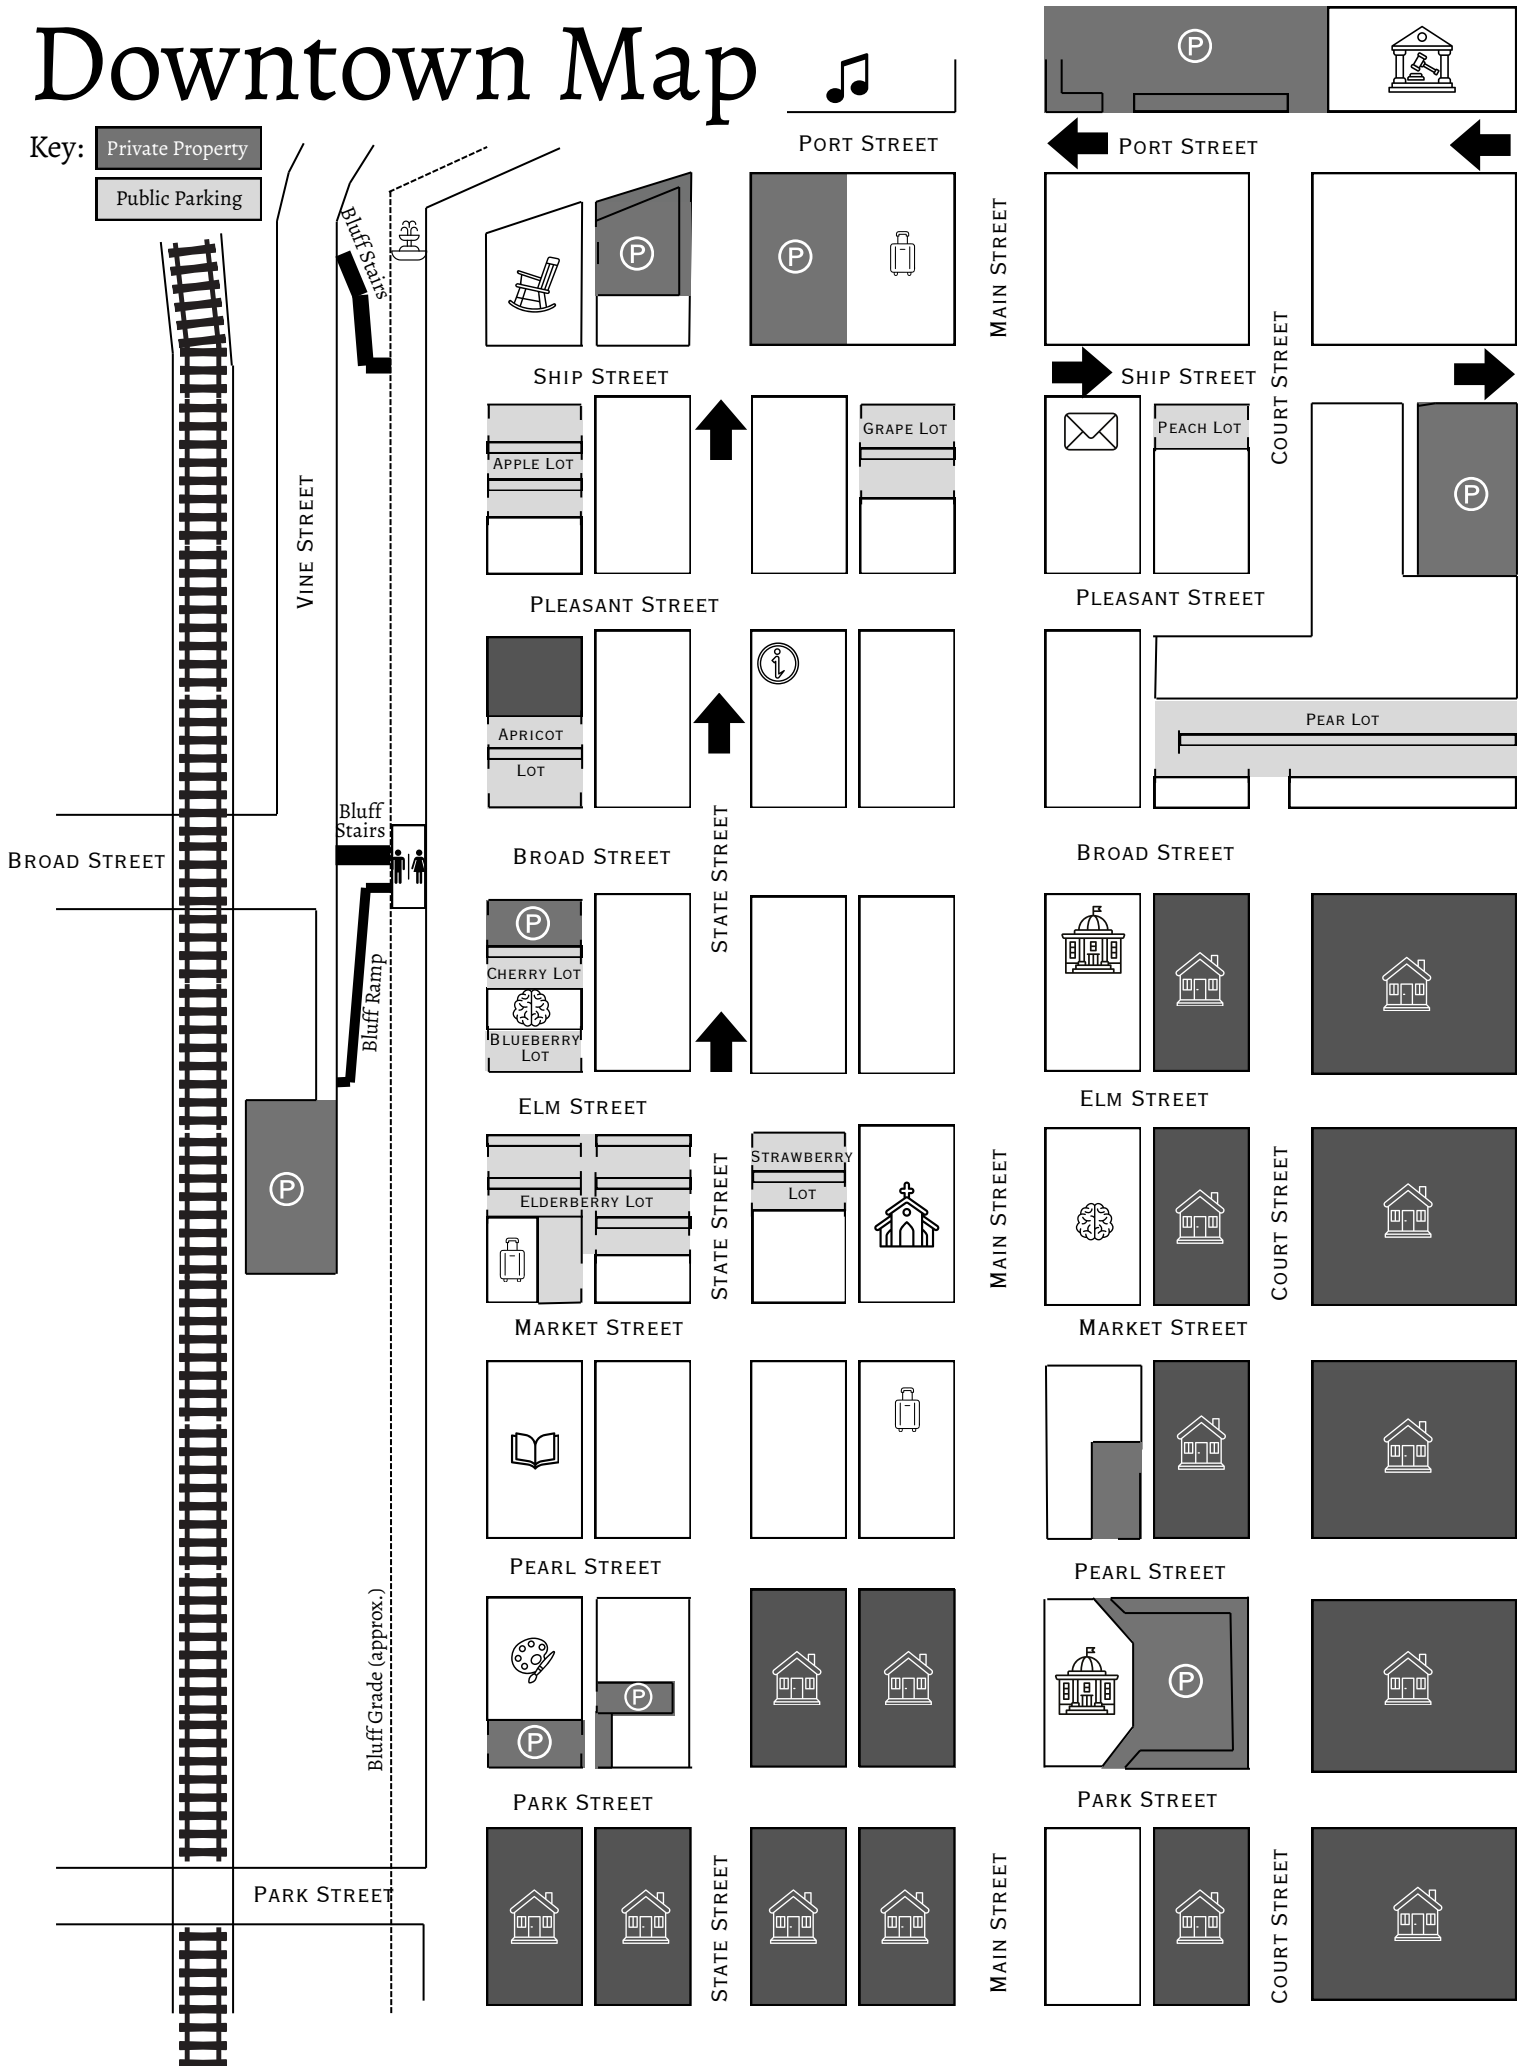 Downtown Map
Key:
Private Property
Public Parking
PORT STREET
PORT STREET
P
Bluff Stairs
P
P
MAIN STREET
SHIP STREET
SHIP STREET
COURT STREET
VINE STREET
APPLE LOT
GRAPE LOT
PEACH LOT
P
PLEASANT STREET
PLEASANT STREET
APRICOT
LOT
i
PEAR LOT
Bluff
Stairs
BROAD STREET
BROAD STREET
STATE STREET
BROAD STREET
P
CHERRY LOT
BLUEBERRY
LOT
Bluff Ramp
ELM STREET
ELM STREET
P
ELDERBERRY LOT
STATE STREET
STRAWBERRY
LOT
MAIN STREET
COURT STREET
MARKET STREET
MARKET STREET
PEARL STREET
PEARL STREET
Bluff Grade (approx.)
P
P
P
PARK STREET
PARK STREET
PARK STREET
STATE STREET
MAIN STREET
COURT STREET